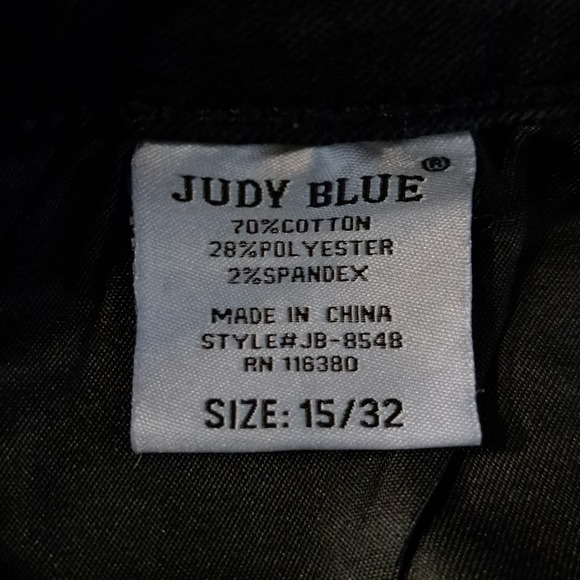 JUDY BLUE®
70%COTTON
28%POLYESTER
2%SPANDEX
MADE IN CHINA
STYLE#JB-8548
RN 116380
SIZE: 15/32